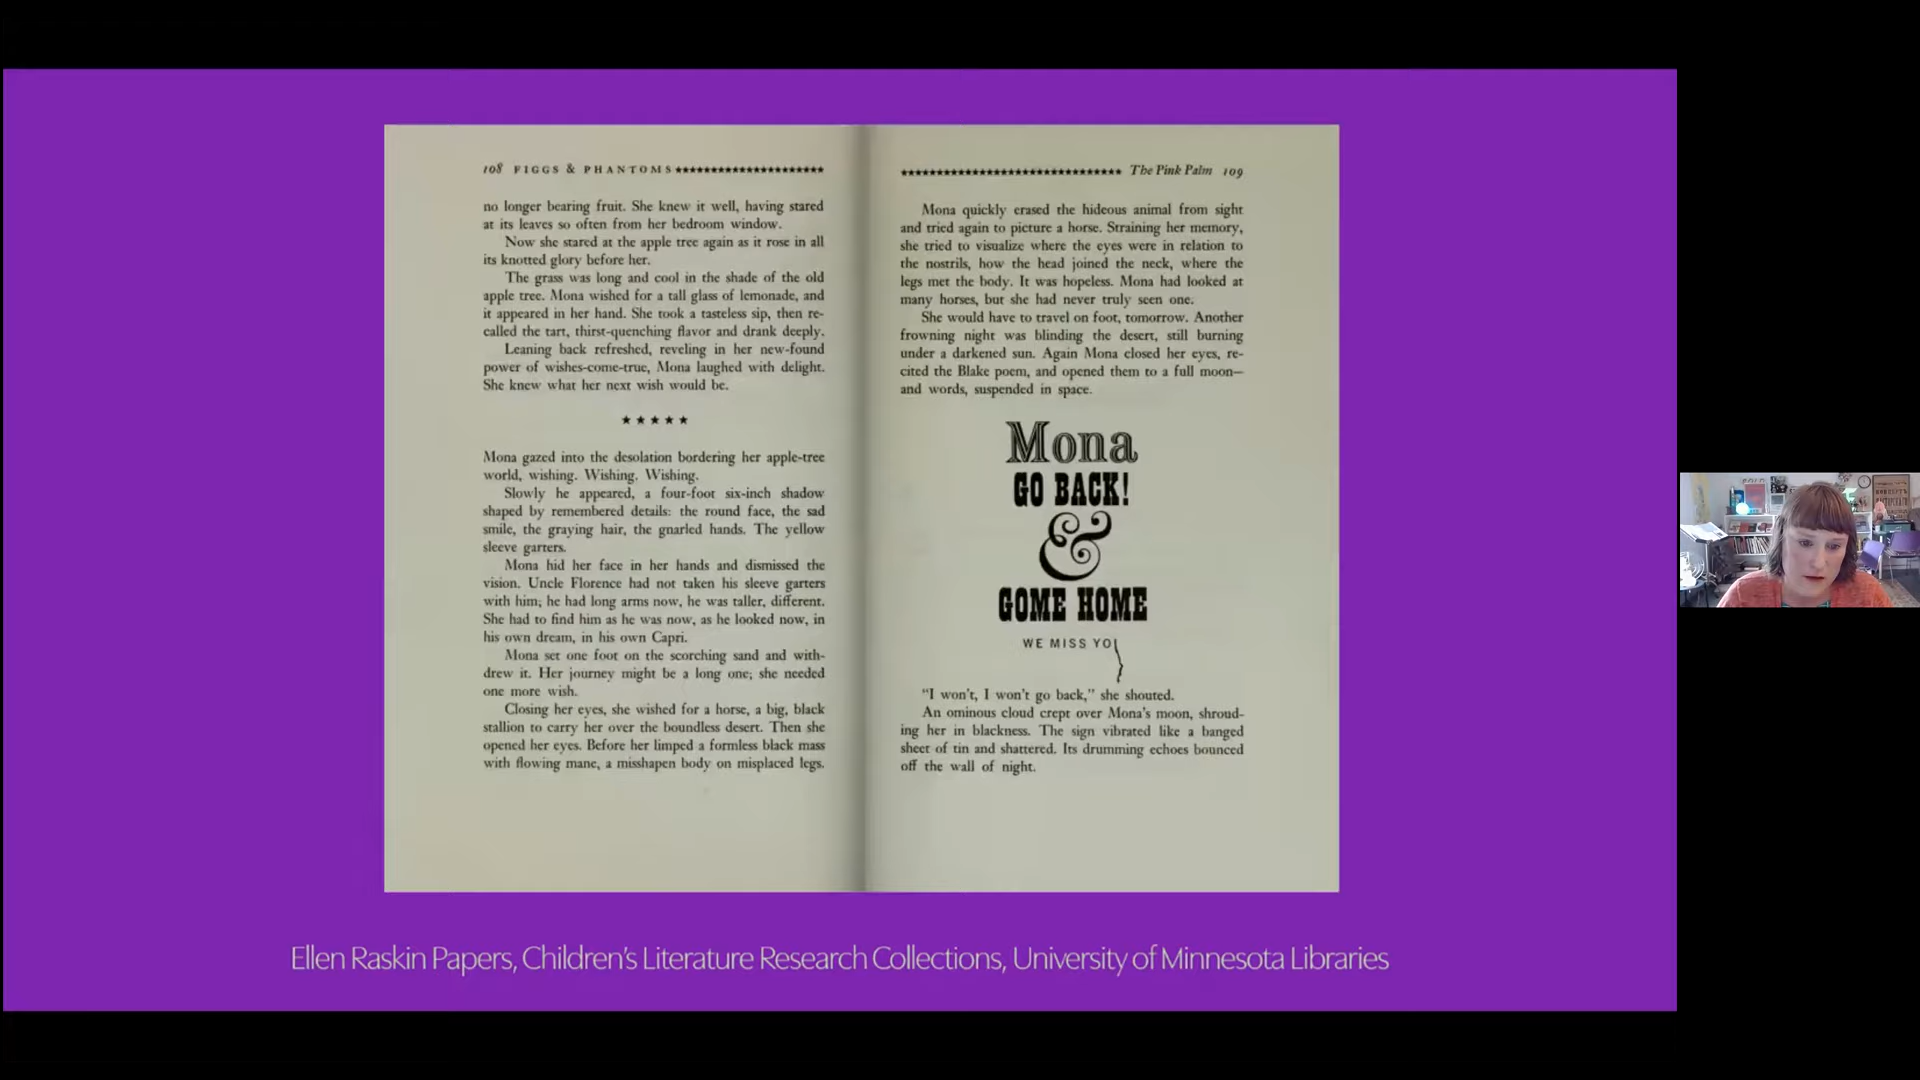 108 FIGGS & PHANTOMS
no longer bearing fruit. She knew it well, having stared
at its leaves so often from her bedroom window.
Now she stared at the apple tree again as it rose in all
its knotted glory before her.
The grass was long and cool in the shade of the old
apple tree. Mona wished for a tall glass of lemonade, and
it appeared in her hand. She took a tasteless sip, then re-
called the tart, thirst-quenching flavor and drank deeply.
Leaning back refreshed, reveling in her new-found
power of wishes-come-true, Mona laughed with delight.
She knew what her next wish would be.
★★★★★
Mona gazed into the desolation bordering her apple-tree
world, wishing. Wishing. Wishing.
Slowly he appeared, a four-foot six-inch shadow
shaped by remembered details: the round face, the sad
smile, the graying hair, the gnarled hands. The yellow
sleeve garters.
Mona hid her face in her hands and dismissed the
vision. Uncle Florence had not taken his sleeve garters
with him; he had long arms now, he was taller, different.
She had to find him as he was now, as he looked now, in
his own dream, in his own Capri.
Mona set one foot on the scorching sand and with-
drew it. Her journey might be a long one; she needed
one more wish.
Closing her eyes, she wished for a horse, a big, black
stallion to carry her over the boundless desert. Then she
opened her eyes. Before her limped a formless black mass
with flowing mane, a misshapen body on misplaced legs.
The Pink Palm 109
Mona quickly erased the hideous animal from sight
and tried again to picture a horse. Straining her memory,
she tried to visualize where the eyes were in relation to
the nostrils, how the head joined the neck, where the
legs met the body. It was hopeless. Mona had looked at
many horses, but she had never truly seen one.
She would have to travel on foot, tomorrow. Another
frowning night was blinding the desert, still burning
under a darkened sun. Again Mona closed her eyes, re-
cited the Blake poem, and opened them to a full moon—
and words, suspended in space.
Mona
GO BACK!
&
GOME HOME
WE MISS YO
"I won't, I won't go back," she shouted.
An ominous cloud crept over Mona's moon, shroud-
ing her in blackness. The sign vibrated like a banged
sheet of tin and shattered. Its drumming echoes bounced
off the wall of night.
Ellen Raskin Papers, Children's Literature Research Collections, University of Minnesota Libraries